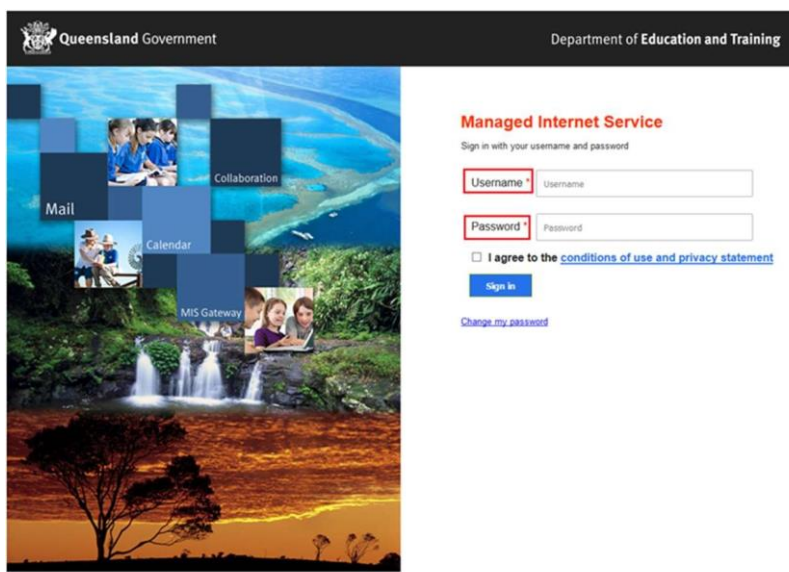 Queensland Government
Department of Education and Training
Collaboration
Mail
Calendar
MIS Gateway
Managed Internet Service
Sign in with your username and password
Username * Username
Password * Password
I agree to the conditions of use and privacy statement
Sign in
Change my password